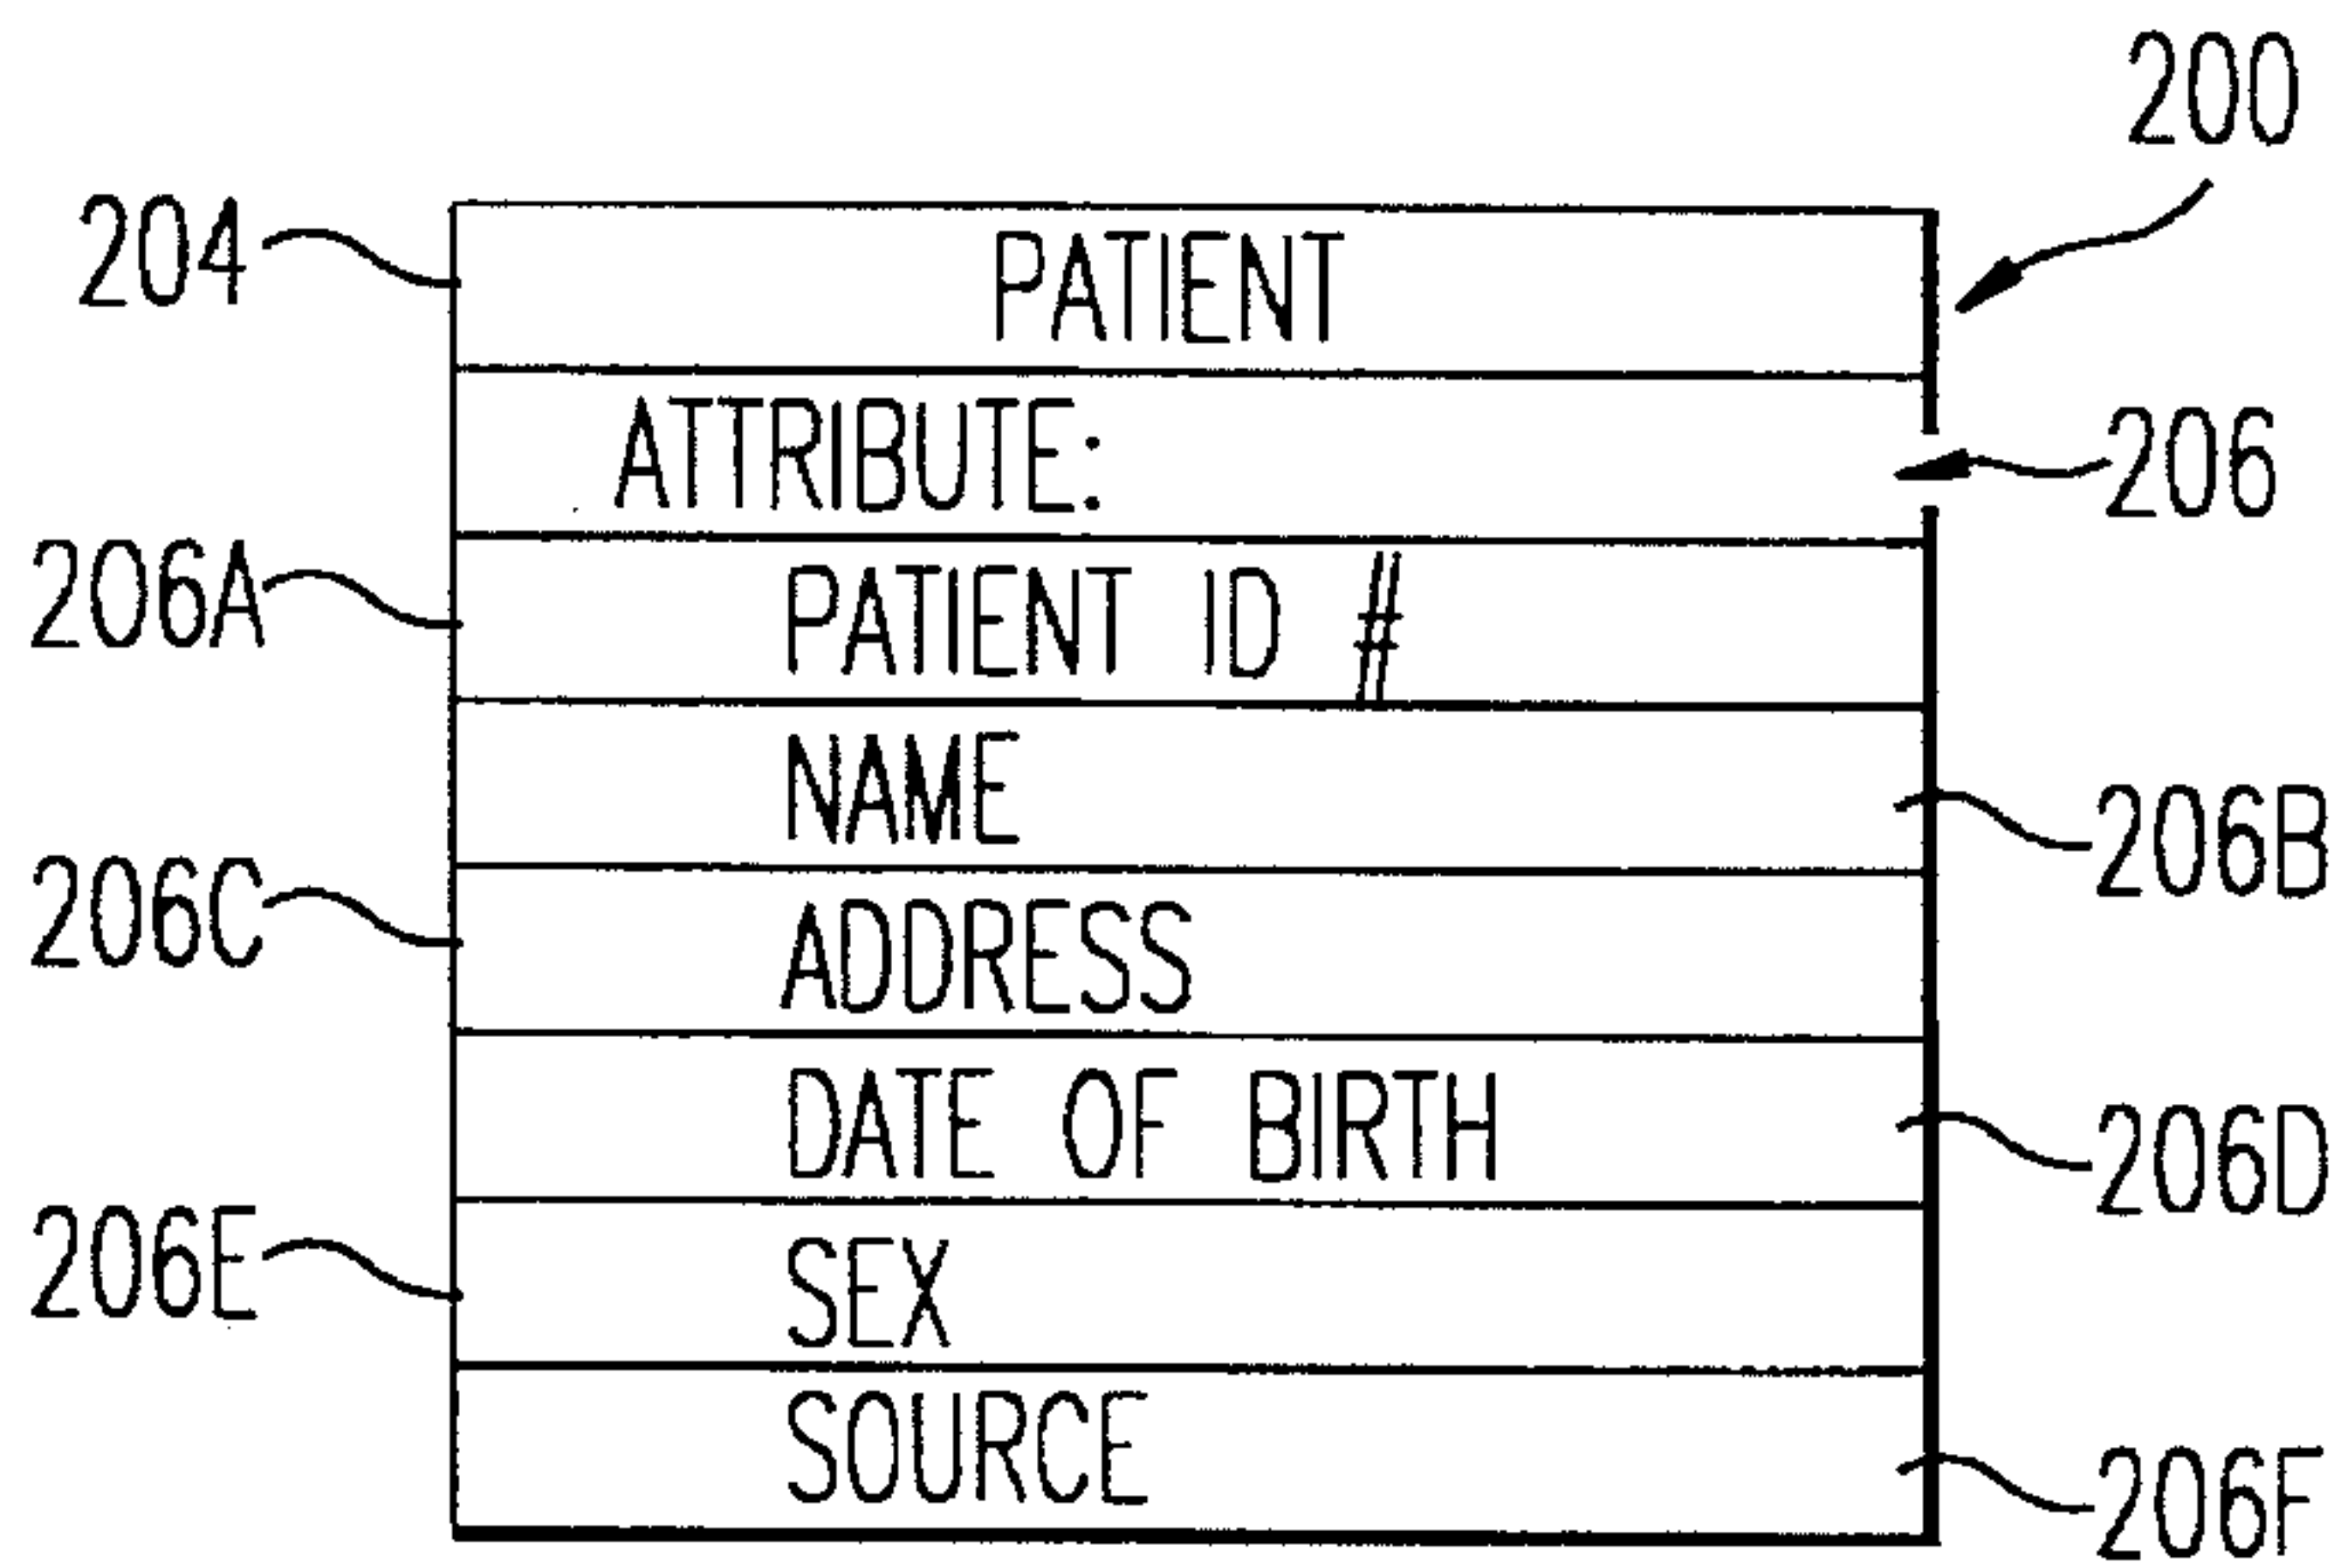 200
204 PATIENT
ATTRIBUTE: 206
206A PATIENT ID #
NAME 206B
206C ADDRESS
DATE OF BIRTH 206D
206E SEX
SOURCE 206F